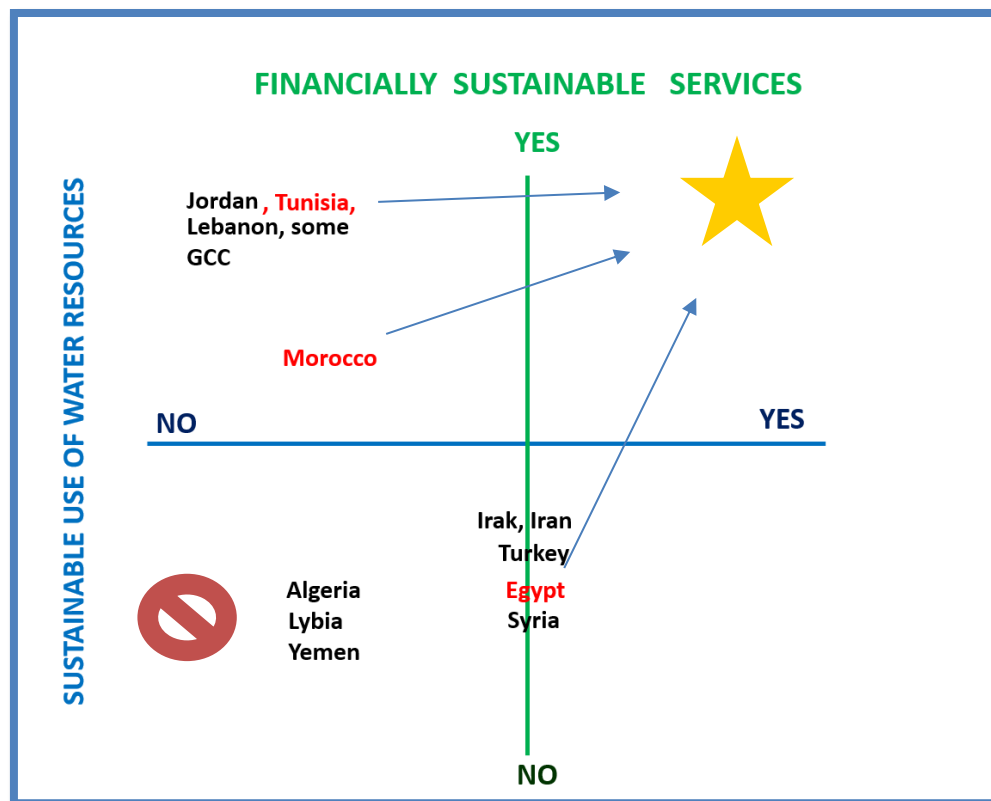 FINANCIALLY SUSTAINABLE SERVICES
YES
SUSTAINABLE USE OF WATER RESOURCES
Jordan , Tunisia,
Lebanon, some
GCC
Morocco
NO
YES
Irak, Iran
Turkey
Egypt
Syria
Algeria
Lybia
Yemen
NO